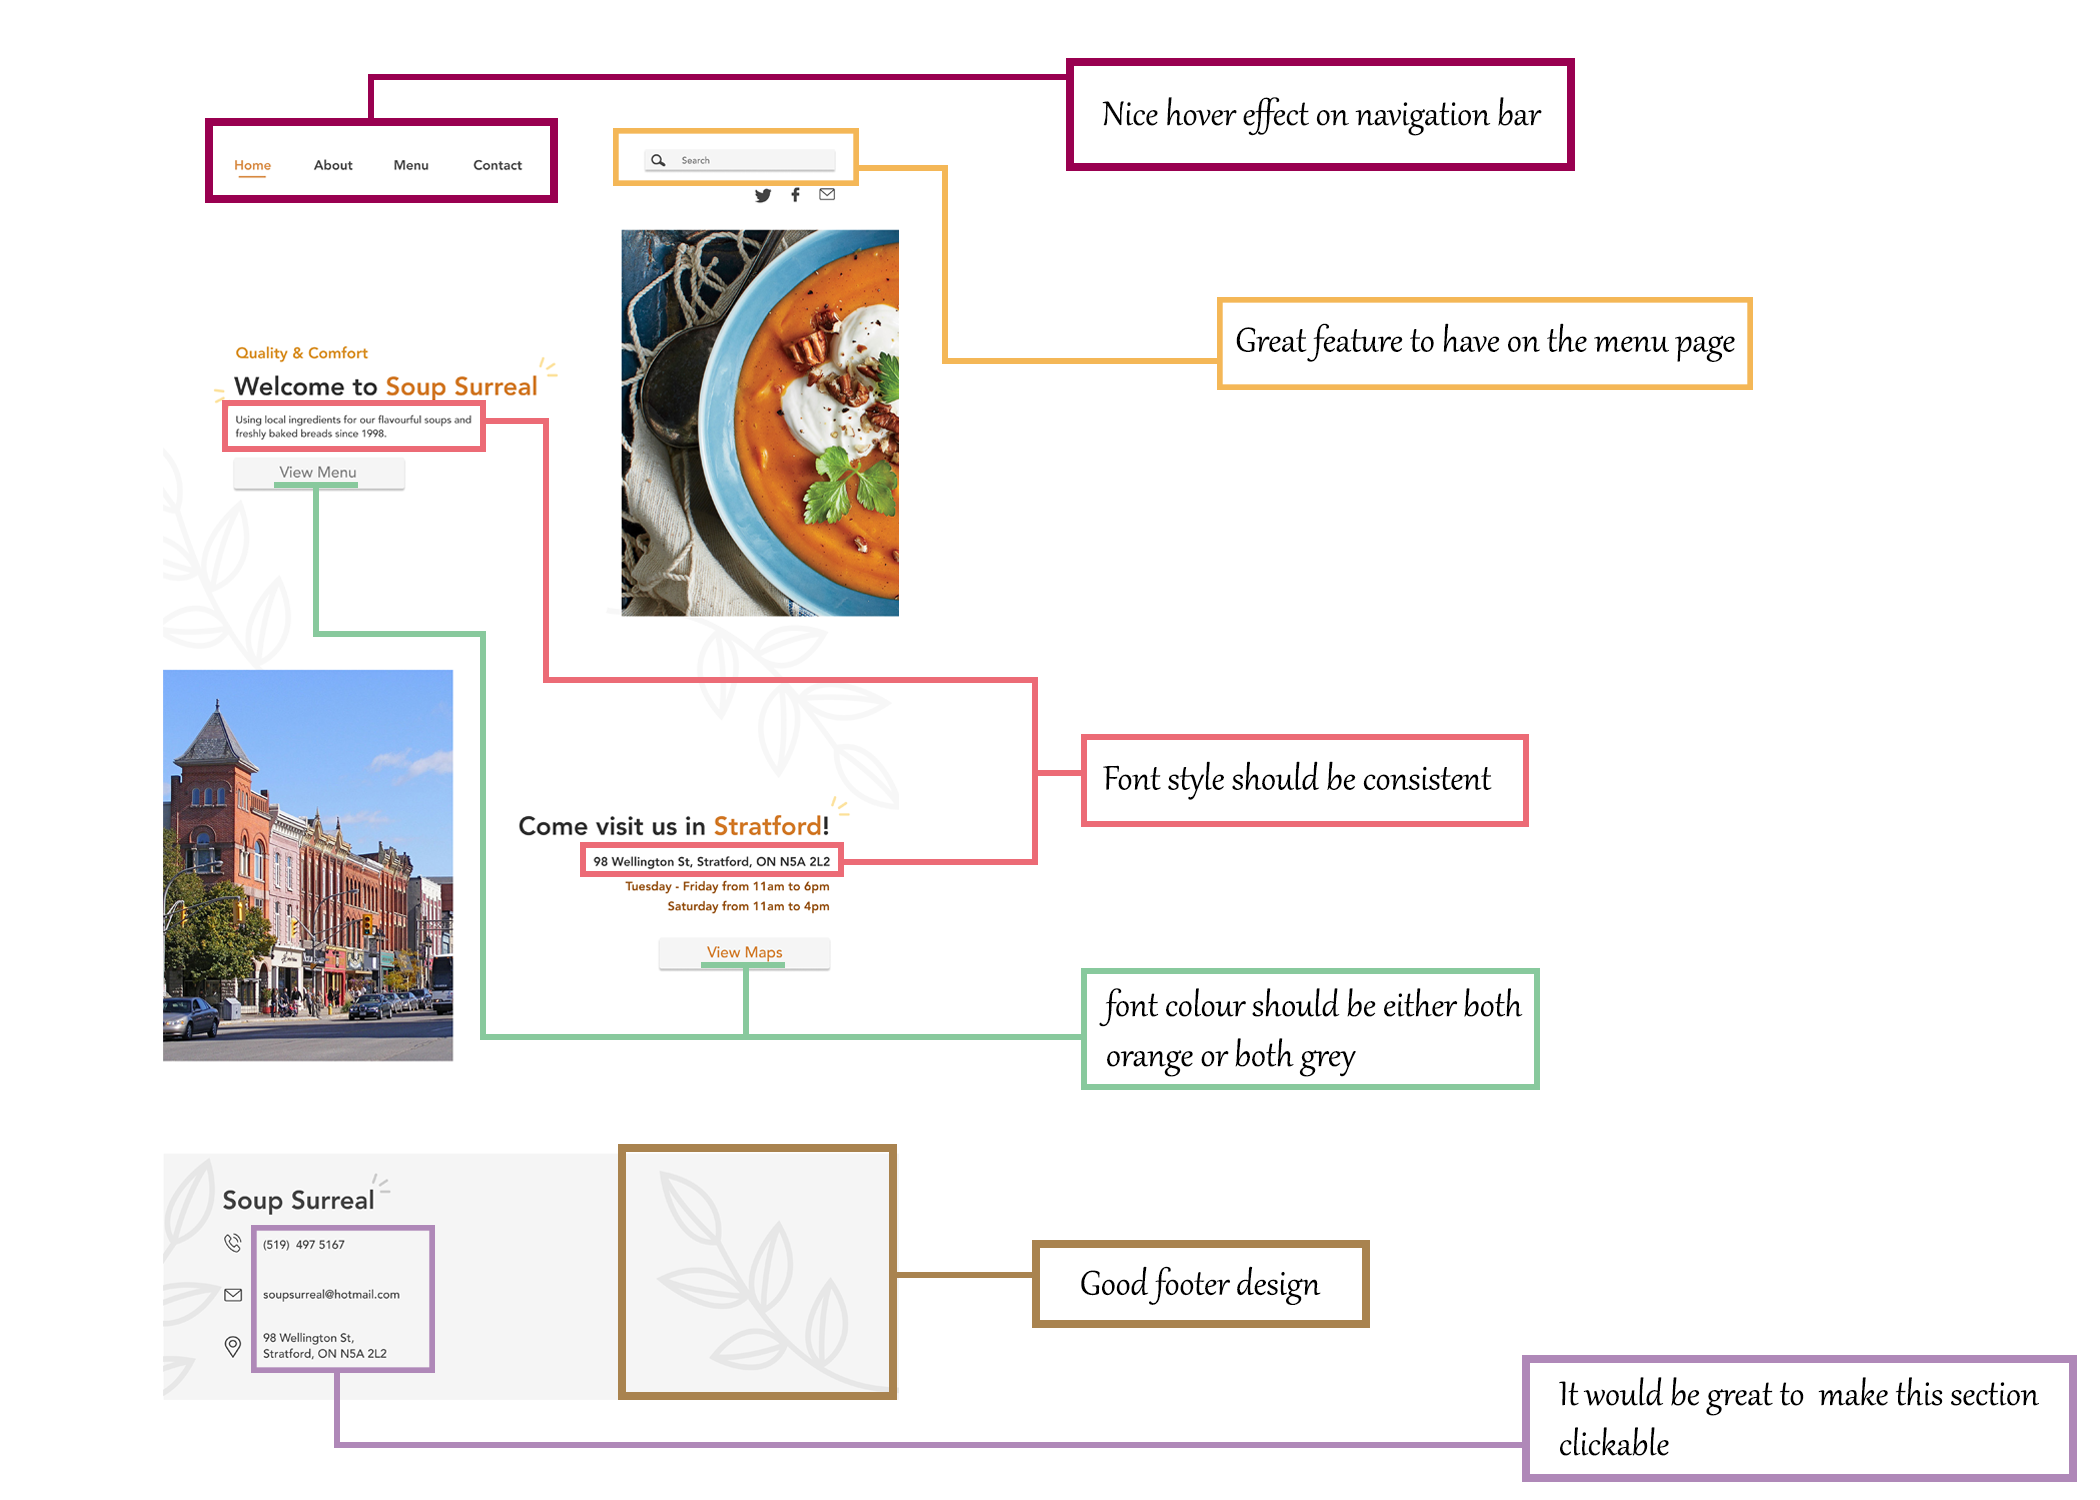 Nice hover effect on navigation bar
Home About Menu Contact
Search
Great feature to have on the menu page
Quality & Comfort
Welcome to Soup Surreal
Using local ingredients for our flavourful soups and
freshly baked breads since 1998.
View Menu
Font style should be consistent
Come visit us in Stratford!
98 Wellington St, Stratford, ON N5A 2L2
Tuesday - Friday from 11am to 6pm
Saturday from 11am to 4pm
View Maps
font colour should be either both
orange or both grey
Soup Surreal
(519) 497 5167
soupsurreal@hotmail.com
98 Wellington St,
Stratford, ON N5A 2L2
Good footer design
It would be great to make this section
clickable